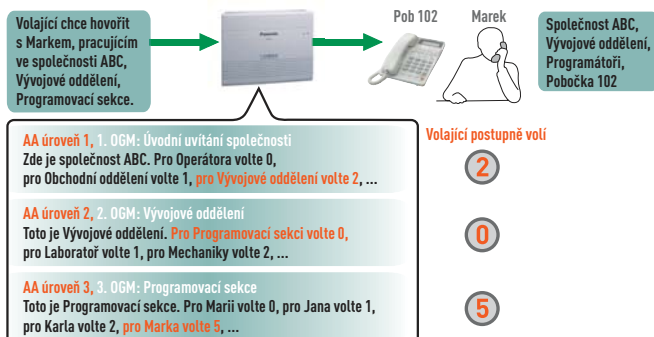 Volající chce hovořit
s Markem, pracujícím
ve společnosti ABC,
Vývojové oddělení,
Programovací sekce.
Panasonic
Pob 102
Marek
Společnost ABC,
Vývojové oddělení,
Programátoři,
Pobočka 102
AA úroveň 1, 1. OGM: Úvodní uvítání společnosti
Zde je společnost ABC. Pro Operátora volte 0,
pro Obchodní oddělení volte 1, pro Vývojové oddělení volte 2, ...
AA úroveň 2, 2. OGM: Vývojové oddělení
Toto je Vývojové oddělení. Pro Programovací sekci volte 0,
pro Laboratoř volte 1, pro Mechaniky volte 2, ...
AA úroveň 3, 3. OGM: Programovací sekce
Toto je Programovací sekce. Pro Marii volte 0, pro Jana volte 1,
pro Karla volte 2, pro Marka volte 5, ...
Volající postupně volí
2
0
5